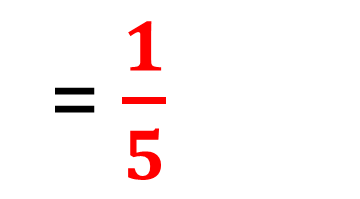 = 1/5